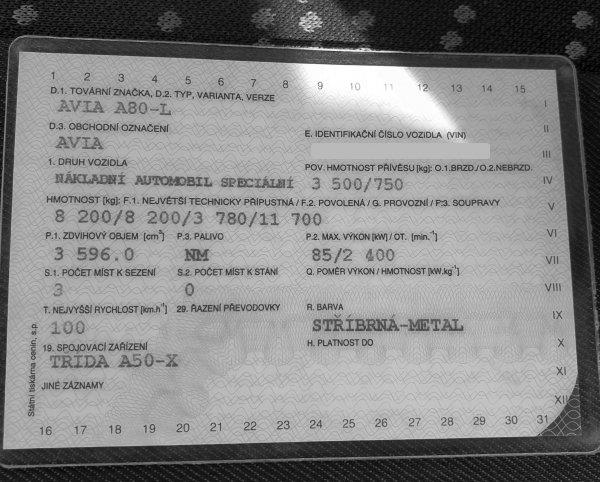 1 2 3 4 5 6 7 8 9 10 11 12 13 14 15
D.1. TOVÁRNÍ ZNAČKA, D.2. TYP, VARIANTA, VERZE
AVIA A80-L
I
D.3. OBCHODNÍ OZNAČENÍ
AVIA
E. IDENTIFIKAČNÍ ČÍSLO VOZIDLA (VIN)
II
III
1. DRUH VOZIDLA
NÁKLADNÍ AUTOMOBIL SPECIÁLNÍ
POV. HMOTNOST PŘÍVĚSU [kg]: O.1.BRZD./O.2.NEBRZD.
3 500/750
IV
HMOTNOST [kg]: F.1. NEJVĚTŠÍ TECHNICKY PŘÍPUSTNÁ / F.2. POVOLENÁ / G. PROVOZNÍ / F.3. SOUPRAVY
8 200/8 200/3 780/11 700
V
P.1. ZDVIHOVÝ OBJEM [cm³] P.3. PALIVO P.2. MAX. VÝKON [kW] / OT. [min.⁻¹]
VI
3 596.0 NM 85/2 400
VII
S.1. POČET MÍST K SEZENÍ S.2. POČET MÍST K STÁNÍ Q. POMĚR VÝKON / HMOTNOST [kW.kg⁻¹]
3 0
VIII
T. NEJVYŠŠÍ RYCHLOST [km.h⁻¹] 29. ŘAZENÍ PŘEVODOVKY R. BARVA
100 STŘÍBRNÁ-METAL
IX
19. SPOJOVACÍ ZAŘÍZENÍ H. PLATNOST DO
TRIDA A50-X
X
XI
JINÉ ZÁZNAMY
XII
Státní tiskárna cenin, s.p.
16 17 18 19 20 21 22 23 24 25 26 27 28 29 30 31